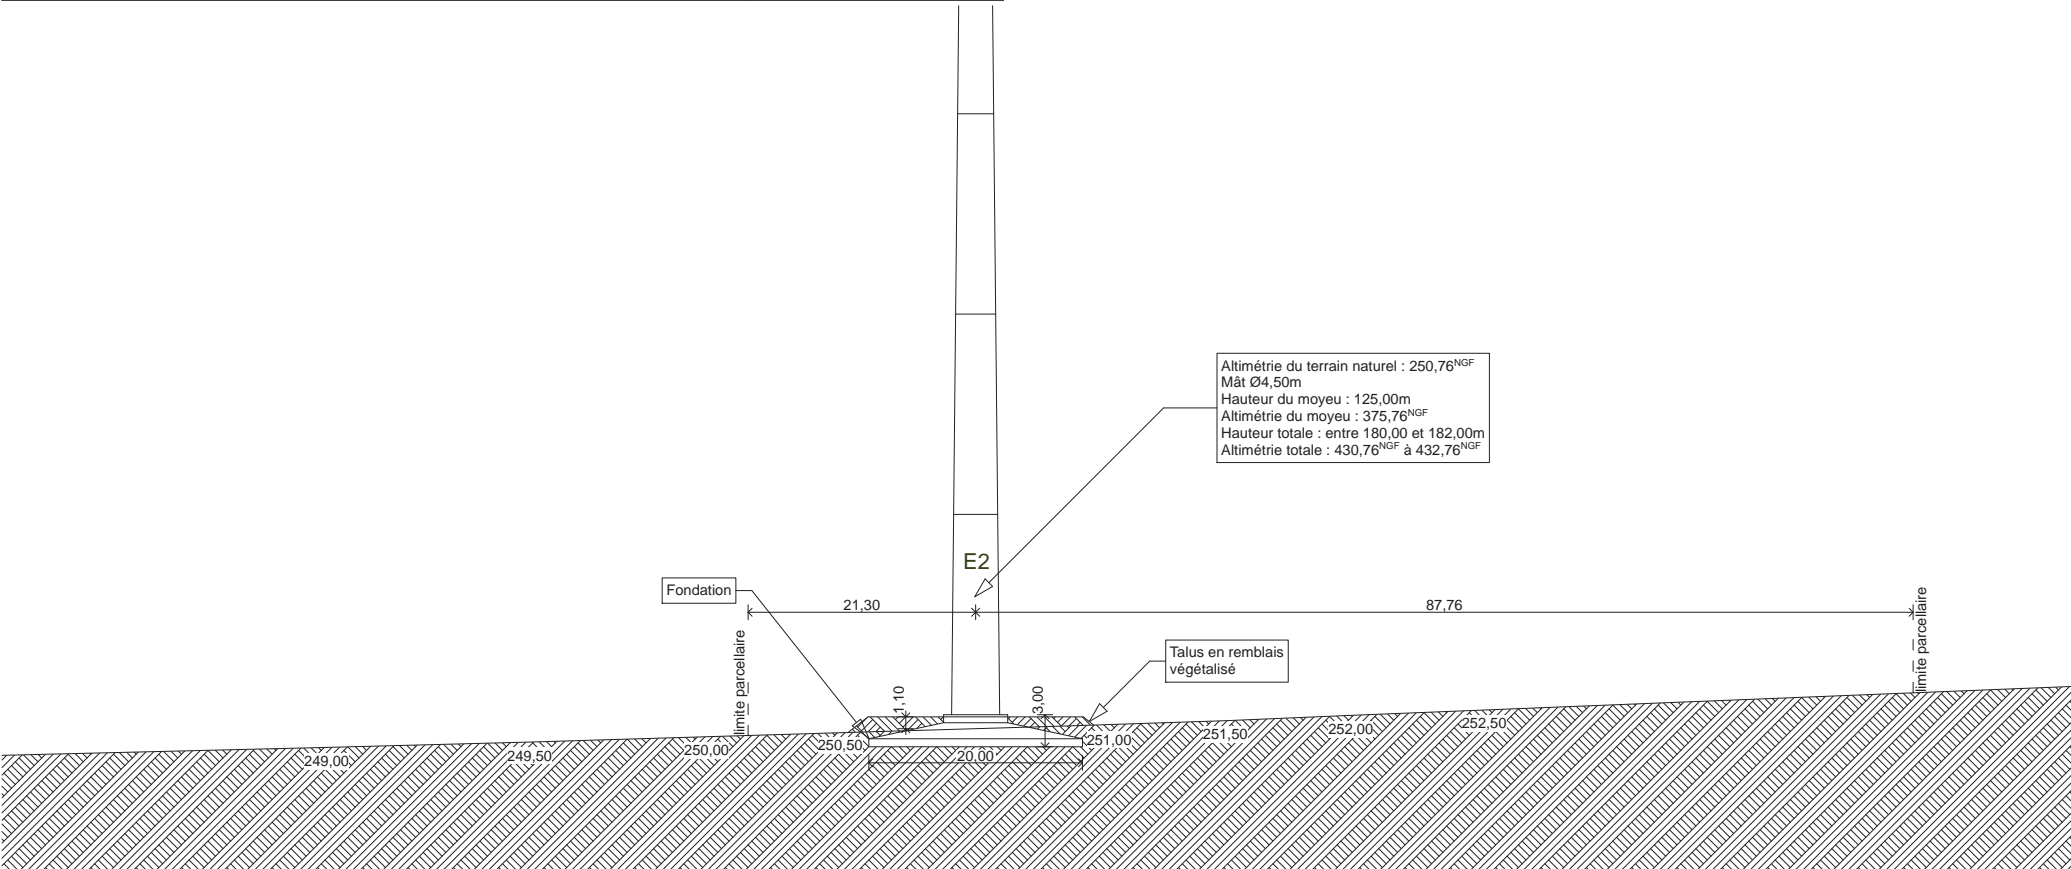 Altimétrie du terrain naturel : 250,76NGF
Mât Ø4,50m
Hauteur du moyeu : 125,00m
Altimétrie du moyeu : 375,76NGF
Hauteur totale : entre 180,00 et 182,00m
Altimétrie totale : 430,76NGF à 432,76NGF
E2
Fondation
21,30
87,76
limite parcellaire
limite parcellaire
Talus en remblais
végétalisé
1,10
3,00
249,00
249,50
250,00
250,50
20,00
251,00
251,50
252,00
252,50